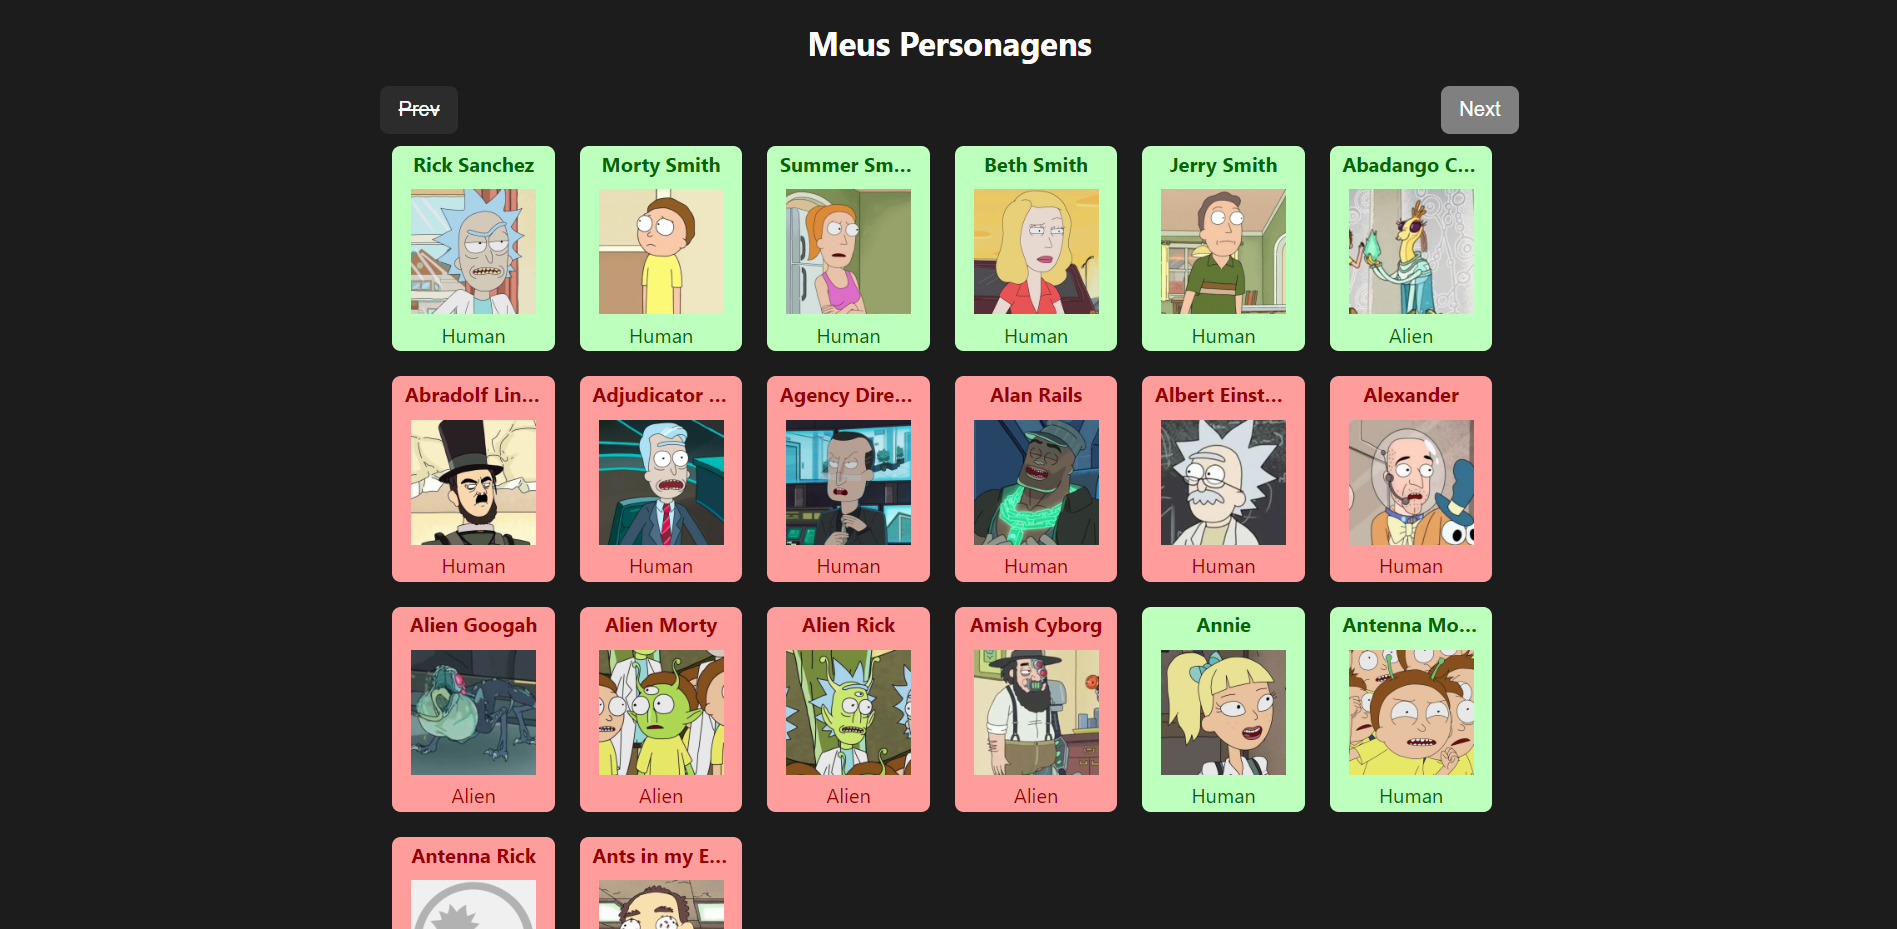 Meus Personagens
Prev
Next
Rick Sanchez
Morty Smith
Summer Sm...
Beth Smith
Jerry Smith
Abadango C...
Human
Human
Human
Human
Human
Alien
Abradolf Lin...
Adjudicator ...
Agency Dire...
Alan Rails
Albert Einst...
Alexander
Human
Human
Human
Human
Human
Human
Alien Googah
Alien Morty
Alien Rick
Amish Cyborg
Annie
Antenna Mo...
Alien
Alien
Alien
Alien
Human
Human
Antenna Rick
Ants in my E...